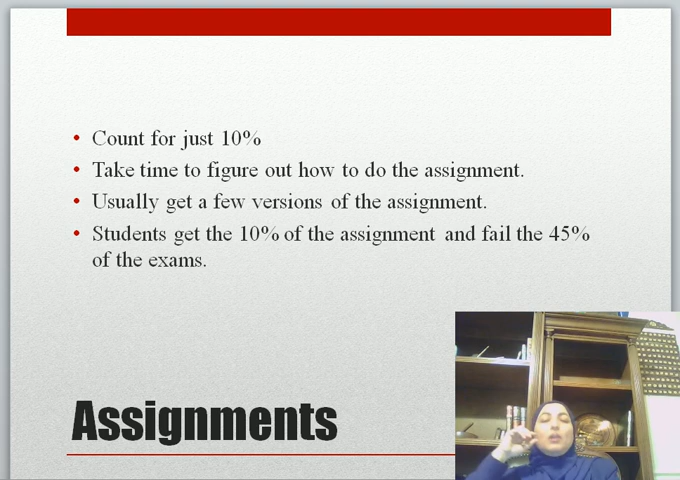 Count for just 10%
Take time to figure out how to do the assignment.
Usually get a few versions of the assignment.
Students get the 10% of the assignment and fail the 45%
of the exams.
Assignments